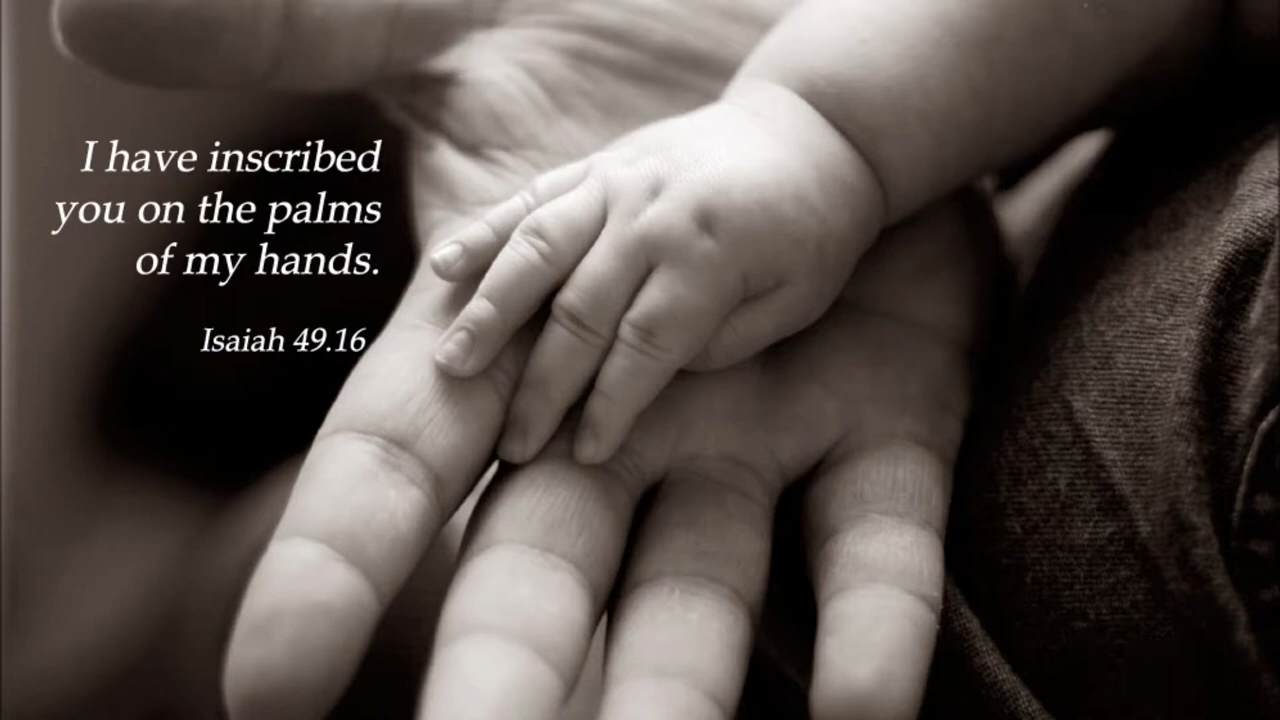 I have inscribed
you on the palms
of my hands.
Isaiah 49.16